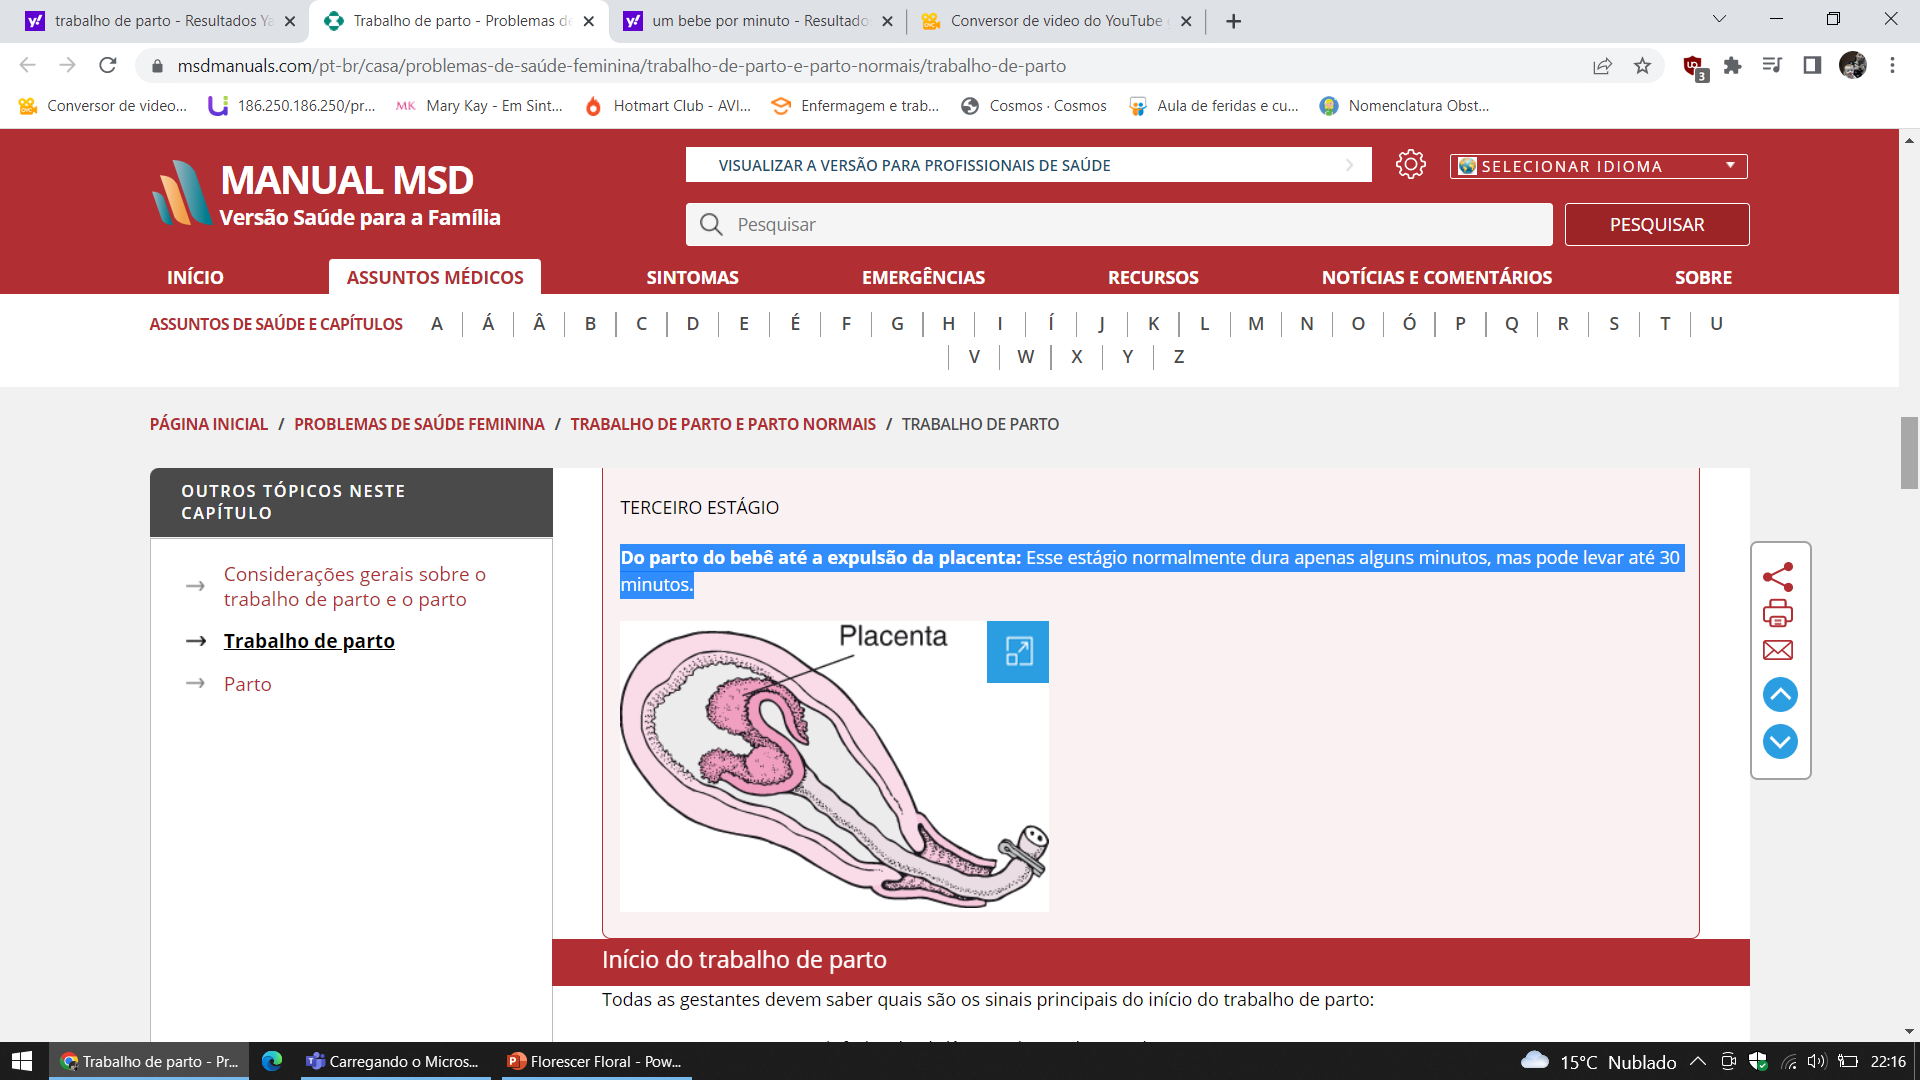 trabalho de parto - Resultados Ya
Trabalho de parto - Problemas de
um bebe por minuto - Resultados
Conversor de video do YouTube
msdmanuals.com/pt-br/casa/problemas-de-saúde-feminina/trabalho-de-parto-e-parto-normais/trabalho-de-parto
3
Conversor de video...
186.250.186.250/pr...
MK Mary Kay - Em Sint...
Hotmart Club - AVI...
Enfermagem e trab...
Cosmos · Cosmos
Aula de feridas e cu...
Nomenclatura Obst...
MANUAL MSD
Versão Saúde para a Família
VISUALIZAR A VERSÃO PARA PROFISSIONAIS DE SAÚDE
SELECIONAR IDIOMA
Pesquisar
PESQUISAR
INÍCIO
ASSUNTOS MÉDICOS
SINTOMAS
EMERGÊNCIAS
RECURSOS
NOTÍCIAS E COMENTÁRIOS
SOBRE
ASSUNTOS DE SAÚDE E CAPÍTULOS A Á Â B C D E É F G H I Í J K L M N O Ó P Q R S T U
V W X Y Z
PÁGINA INICIAL / PROBLEMAS DE SAÚDE FEMININA / TRABALHO DE PARTO E PARTO NORMAIS / TRABALHO DE PARTO
OUTROS TÓPICOS NESTE
CAPÍTULO
Considerações gerais sobre o
trabalho de parto e o parto
Trabalho de parto
Parto
TERCEIRO ESTÁGIO
Do parto do bebê até a expulsão da placenta: Esse estágio normalmente dura apenas alguns minutos, mas pode levar até 30
minutos.
Placenta
Início do trabalho de parto
Todas as gestantes devem saber quais são os sinais principais do início do trabalho de parto:
Trabalho de parto - Pr...
Carregando o Micros...
Florescer Floral - Pow...
15°C Nublado
22:16